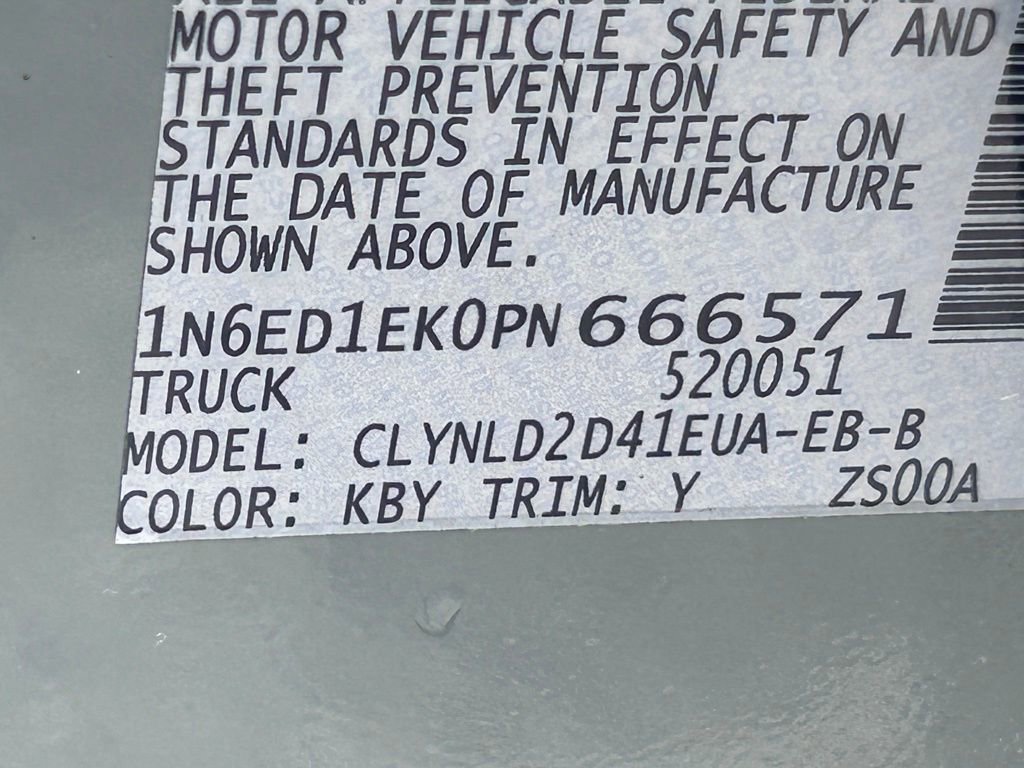 MOTOR VEHICLE SAFETY AND
THEFT PREVENTION
STANDARDS IN EFFECT ON
THE DATE OF MANUFACTURE
SHOWN ABOVE.
1N6ED1EK0PN666571
TRUCK 520051
MODEL: CLYNLD2D41EUA-EB-B
COLOR: KBY TRIM: Y ZS00A